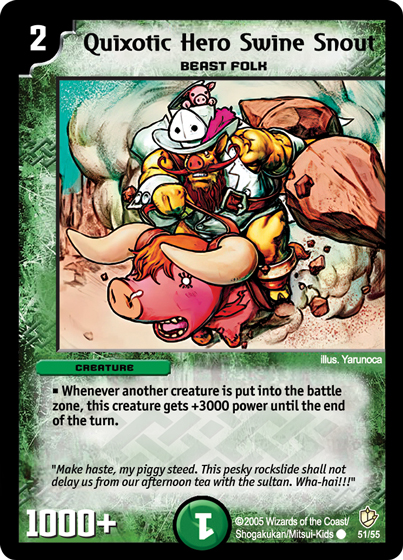 2
Quixotic Hero Swine Snout
BEAST FOLK
illus. Yarunoca
CREATURE
▪ Whenever another creature is put into the battle
zone, this creature gets +3000 power until the end
of the turn.
"Make haste, my piggy steed. This pesky rockslide shall not
delay us from our afternoon tea with the sultan. Wha-hai!!!"
1000+
1
©2005 Wizards of the Coast/
Shogakukan/Mitsui-Kids ● 51/55